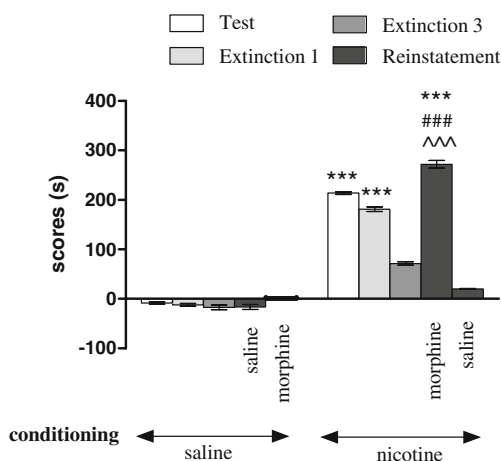 Test
Extinction 3
Extinction 1
Reinstatement
400
300
200
100
0
-100
scores (s)
***
***
***
###
^^^
saline
morphine
morphine
saline
conditioning
saline
nicotine